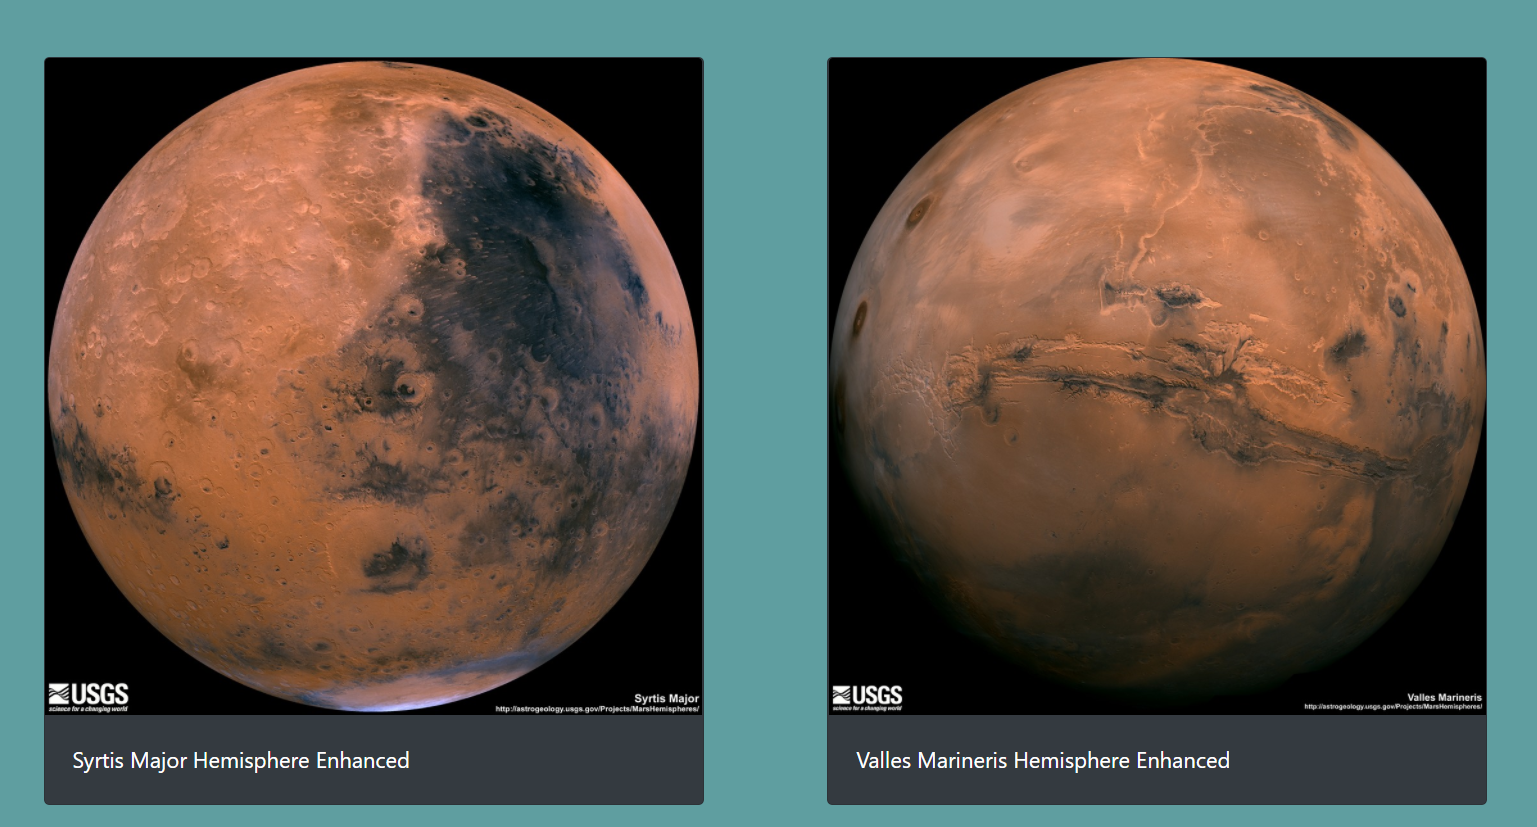 USGS
science for a changing world
Syrtis Major
http://astrogeology.usgs.gov/Projects/MarsHemispheres/
Syrtis Major Hemisphere Enhanced
USGS
science for a changing world
Valles Marineris
http://astrogeology.usgs.gov/Projects/MarsHemispheres/
Valles Marineris Hemisphere Enhanced